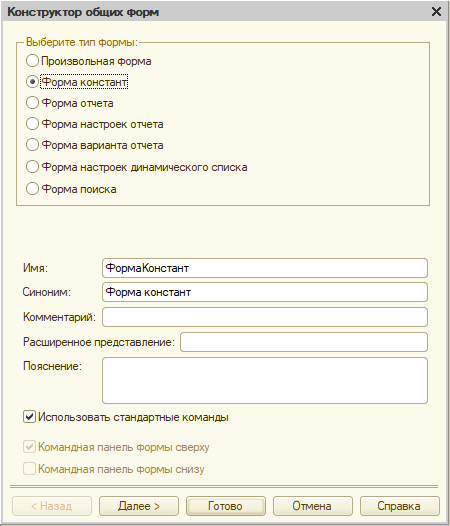 Конструктор общих форм
Выберите тип формы:
Произвольная форма
Форма констант
Форма отчета
Форма настроек отчета
Форма варианта отчета
Форма настроек динамического списка
Форма поиска
Имя: ФормаКонстант
Синоним: Форма констант
Комментарий:
Расширенное представление:
Пояснение:
Использовать стандартные команды
Командная панель формы сверху
Командная панель формы снизу
< Назад Далее > Готово Отмена Справка